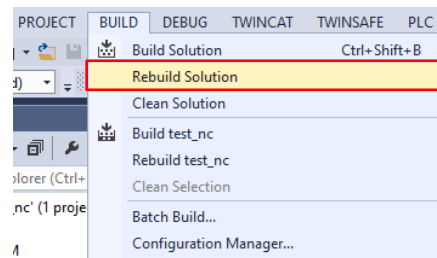 PROJECT BUILD DEBUG TWINCAT TWINSAFE PLC
Build Solution Ctrl+Shift+B
d) Rebuild Solution
Clean Solution
Build test_nc
Rebuild test_nc
plorer (Ctrl+ Clean Selection
_nc' (1 proje Batch Build...
Configuration Manager...